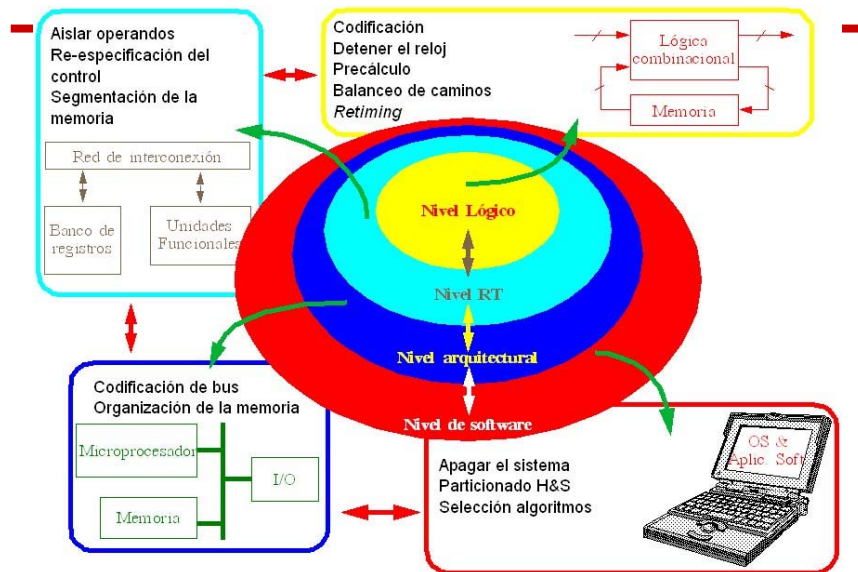 Aislar operandos
Re-especificación del
control
Segmentación de la
memoria
Red de interconexión
Banco de
registros
Unidades
Funcionales
Codificación
Detener el reloj
Precálculo
Balanceo de caminos
Retiming
Lógica
combinacional
Memoria
Nivel Lógico
Nivel RT
Nivel arquitectural
Nivel de software
Codificación de bus
Organización de la memoria
Microprocesador
I/O
Memoria
Apagar el sistema
Particionado H&S
Selección algoritmos
OS &
Aplic. Soft